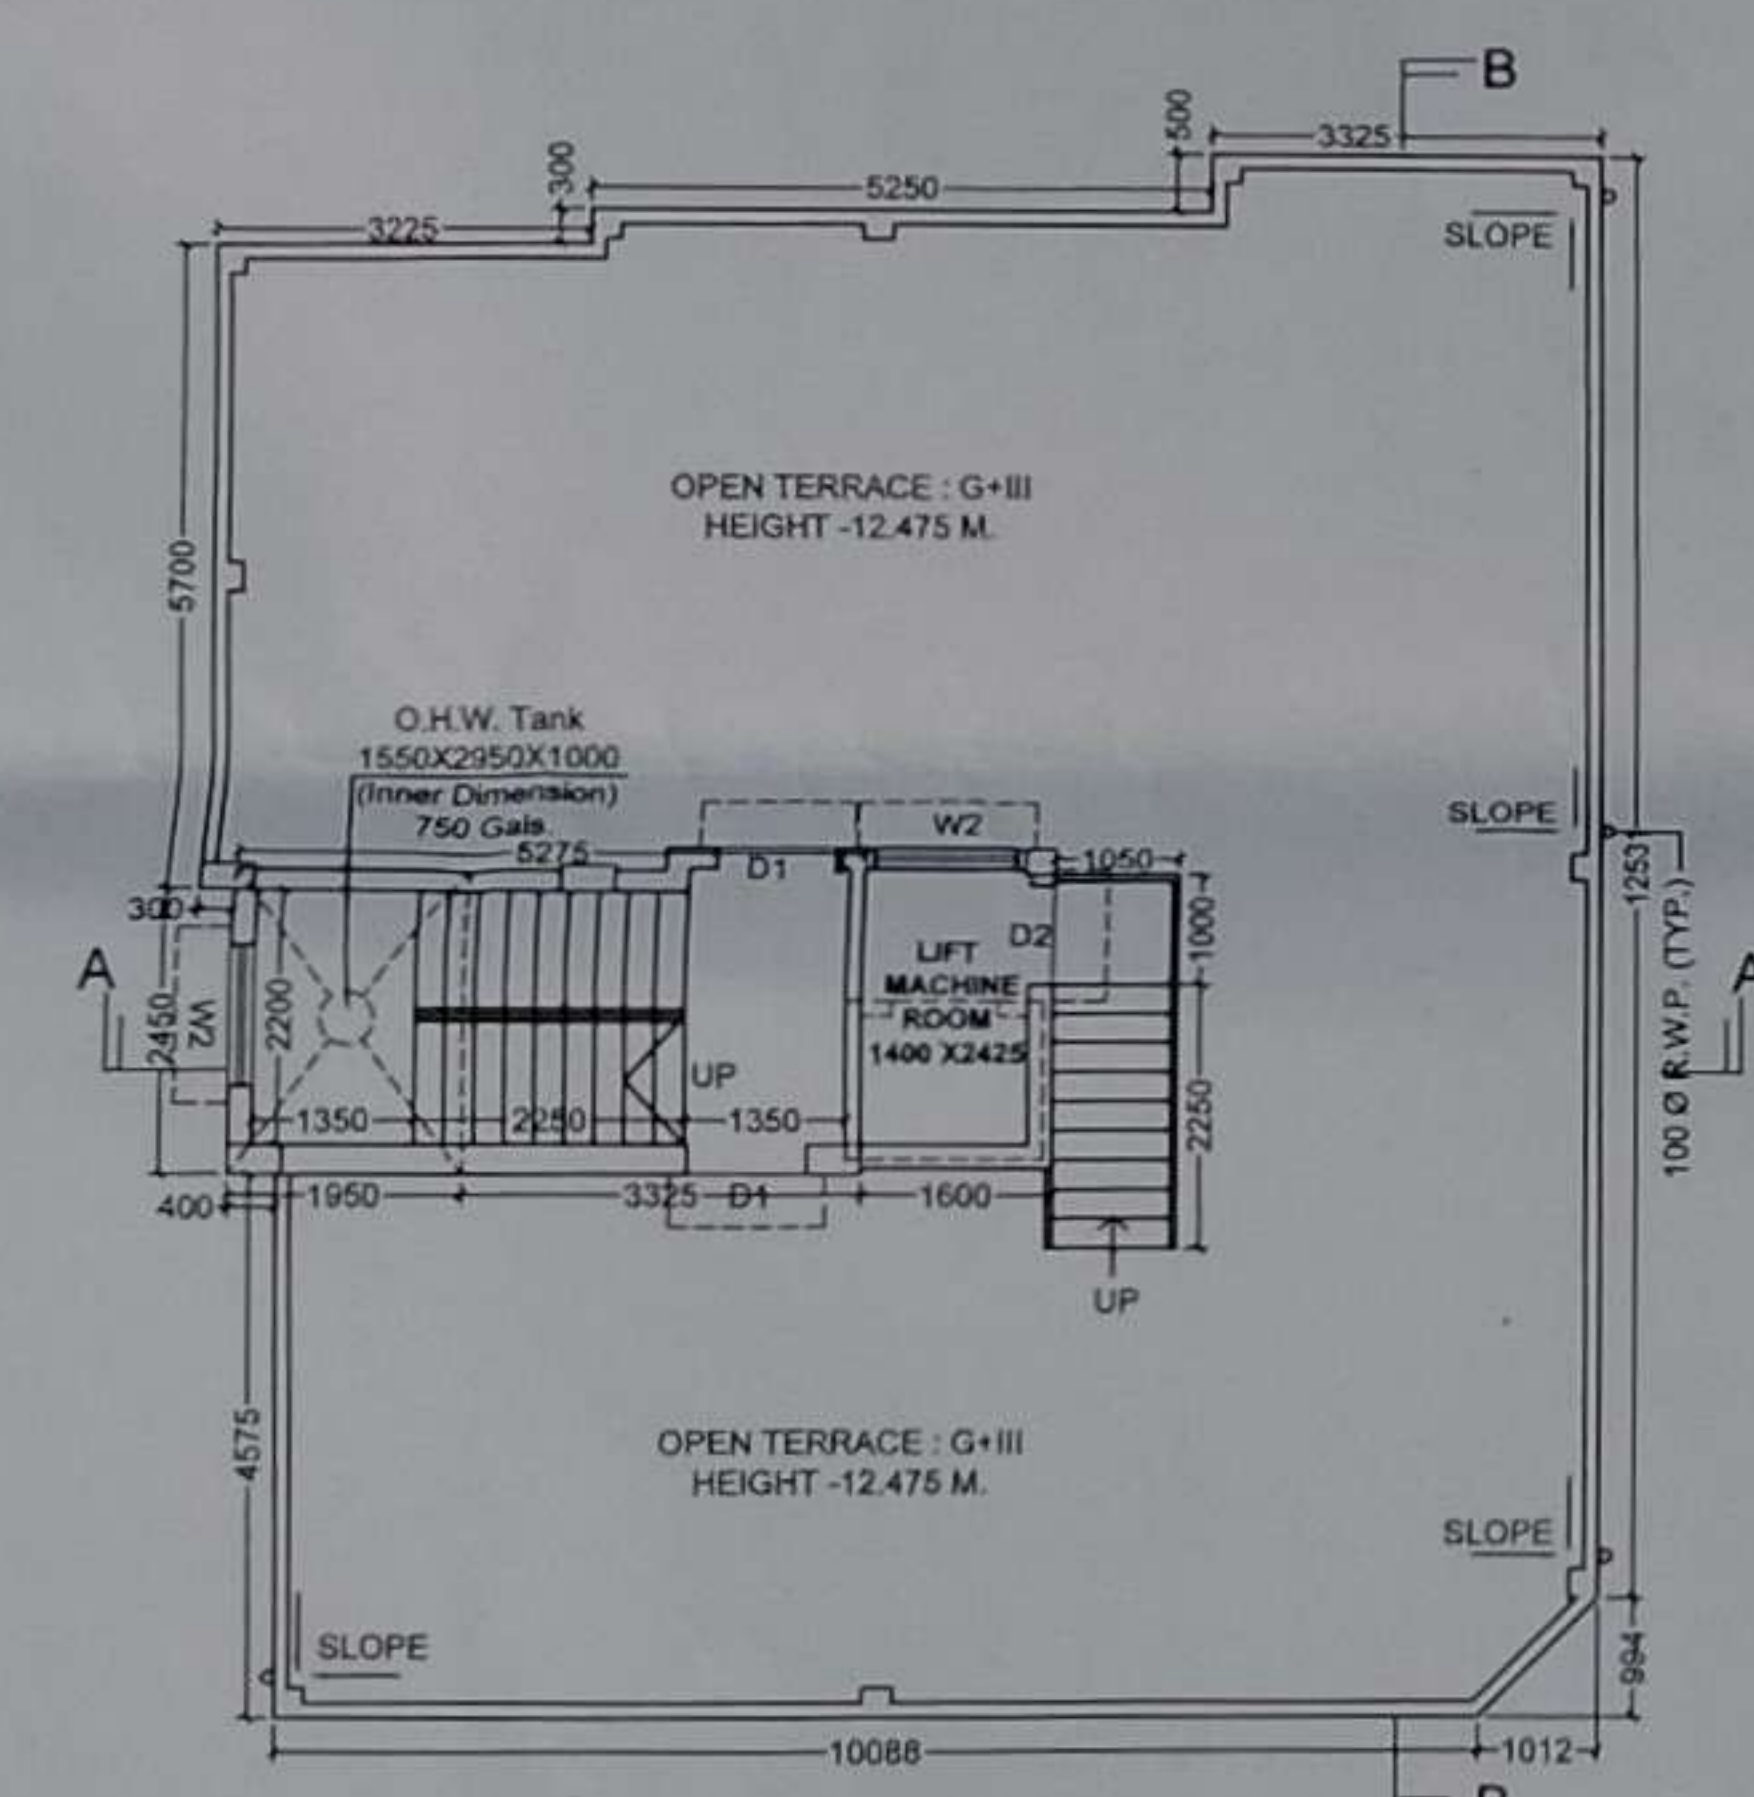 B
500
3325
300
5250
3225
SLOPE
OPEN TERRACE : G+III
HEIGHT -12.475 M.
5700
O.H.W. Tank
1550X2950X1000
(Inner Dimension)
750 Gals.
SLOPE
W2
5275
D1
1050
1253
300
D2
1000
LIFT
MACHINE
ROOM
1400 X2425
A
A
2450
W2
2200
UP
100 Ø R.W.P. (TYP.)
1350
2250
1350
2250
400
1950
3325
D1
1600
UP
4575
OPEN TERRACE : G+III
HEIGHT -12.475 M.
SLOPE
SLOPE
994
10088
1012